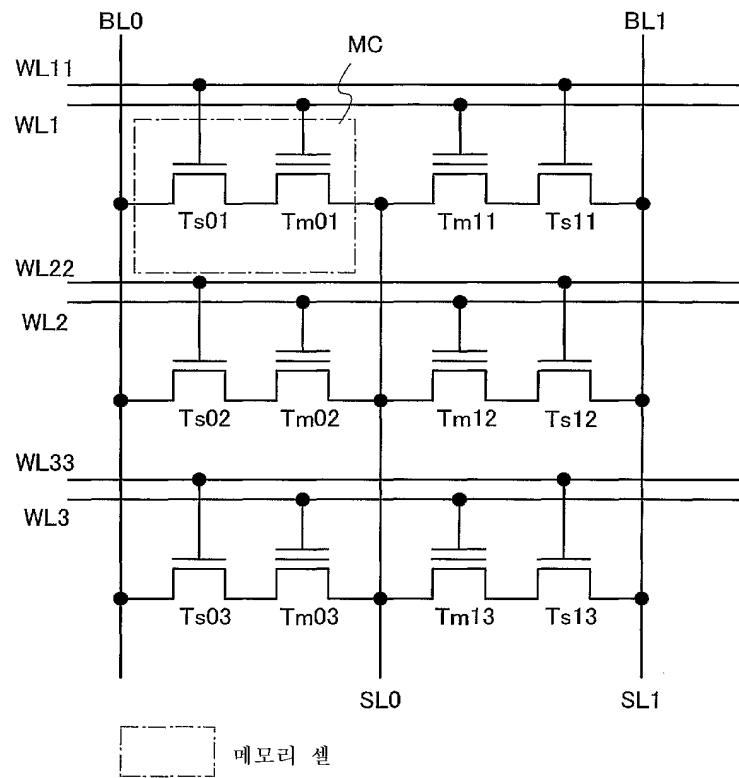 BL0 BL1
MC
WL11
WL1
Ts01 Tm01 Tm11 Ts11
WL22
WL2
Ts02 Tm02 Tm12 Ts12
WL33
WL3
Ts03 Tm03 Tm13 Ts13
SL0 SL1
메모리 셀